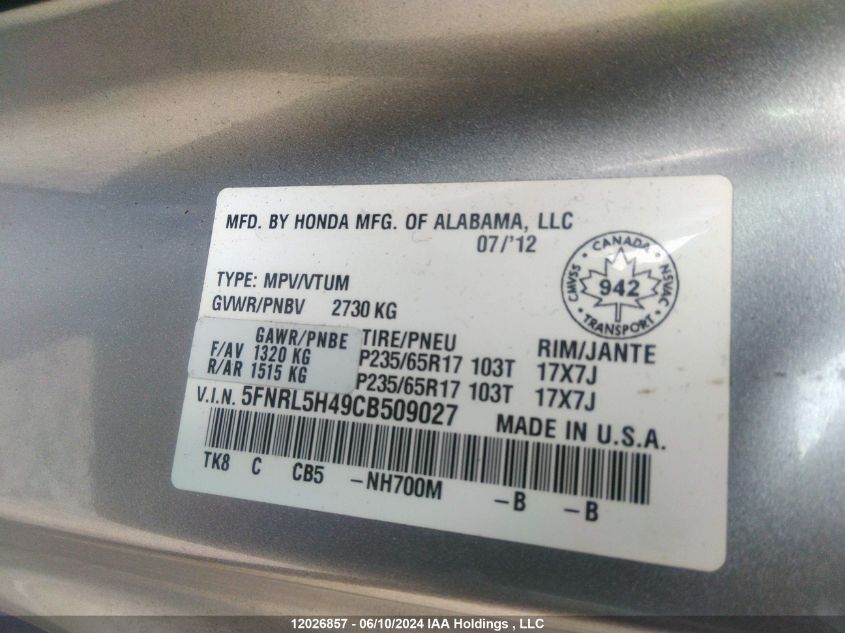 MFD. BY HONDA MFG. OF ALABAMA, LLC
07/'12
CANADA
CMVSS 942 NSVAC
TRANSPORT
TYPE: MPV/VTUM
GVWR/PNBV 2730 KG
GAWR/PNBE TIRE/PNEU RIM/JANTE
F/AV 1320 KG P235/65R17 103T 17X7J
R/AR 1515 KG P235/65R17 103T 17X7J
V.I.N. 5FNRL5H49CB509027 MADE IN U.S.A.
TK8 C CB5 -NH700M -B -B
12026857 - 06/10/2024 IAA Holdings , LLC